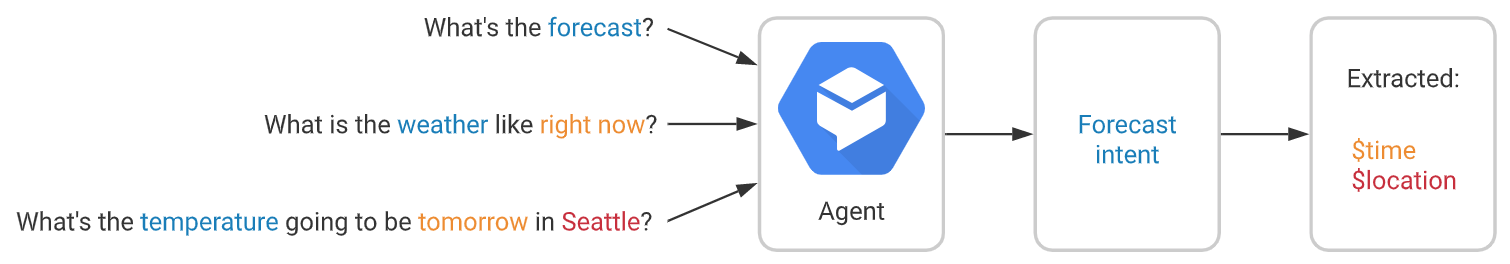 What's the forecast?
What is the weather like right now?
What's the temperature going to be tomorrow in Seattle?
Agent
Forecast
intent
Extracted:
$time
$location